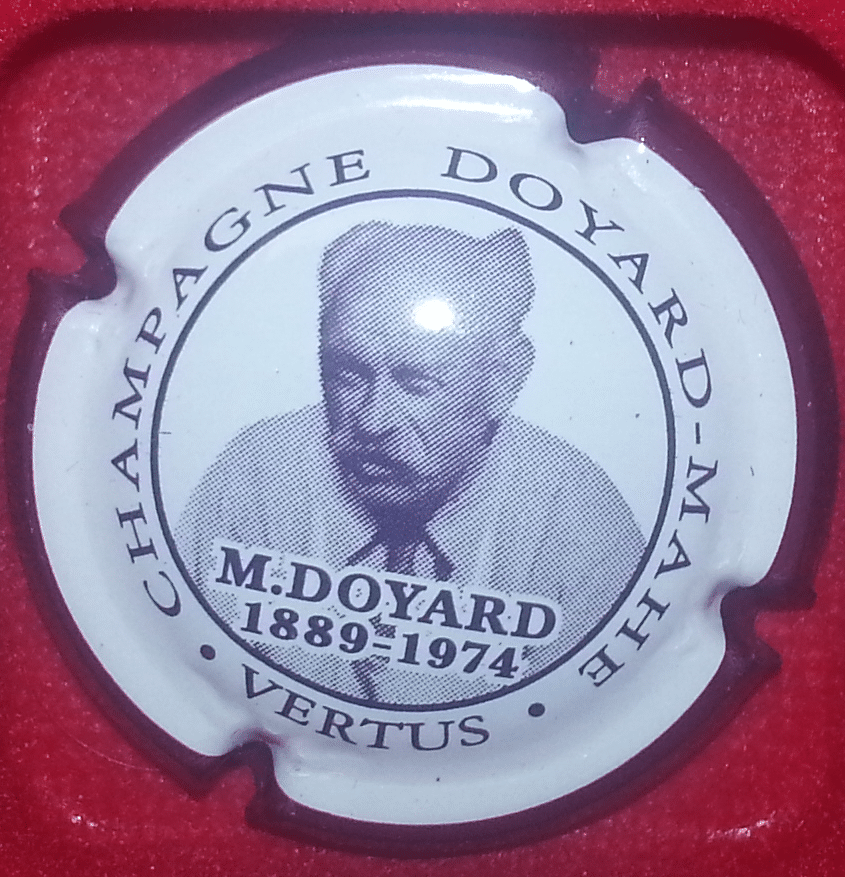 CHAMPAGNE DOYARD-MAHE
M.DOYARD
1889-1974
• VERTUS •